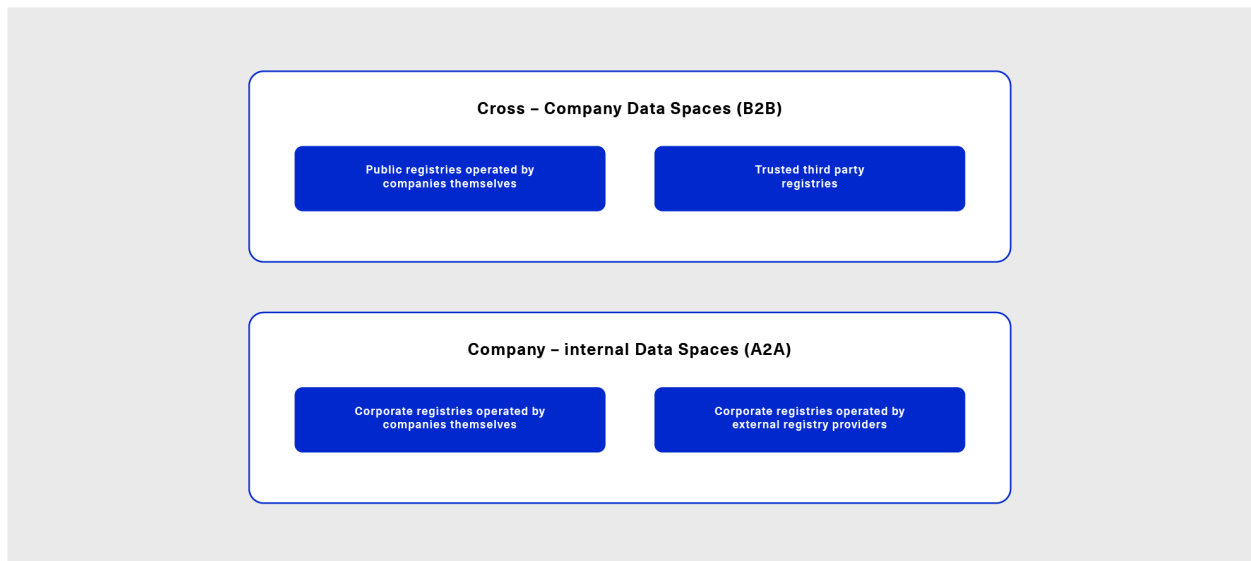 Cross – Company Data Spaces (B2B)
Public registries operated by
companies themselves
Trusted third party
registries
Company – internal Data Spaces (A2A)
Corporate registries operated by
companies themselves
Corporate registries operated by
external registry providers